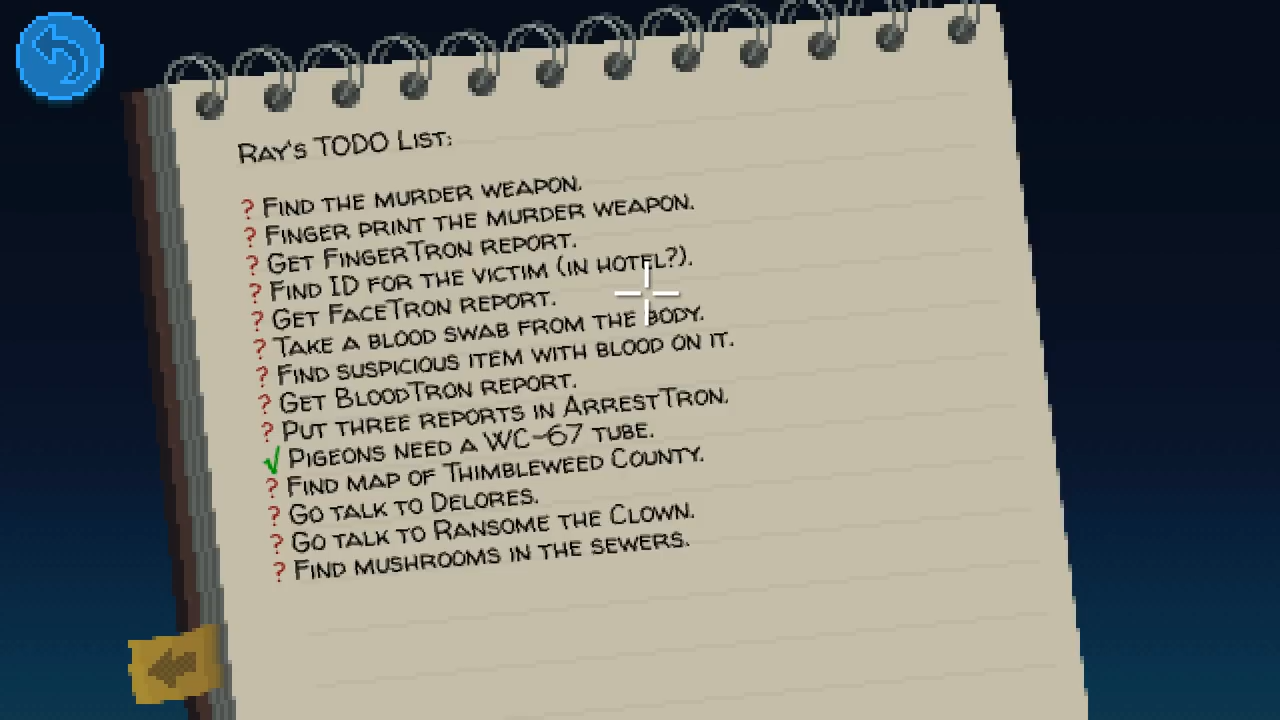 Ray's TODO List:
? Find the murder weapon.
? Finger print the murder weapon.
? Get FingerTron report.
? Find ID for the victim (in hotel?).
? Get FaceTron report.
? Take a blood swab from the body.
? Find suspicious item with blood on it.
? Get BloodTron report.
? Put three reports in ArrestTron.
√ Pigeons need a WC-67 tube.
? Find map of Thimbleweed County.
? Go talk to Delores.
? Go talk to Ransome the Clown.
? Find mushrooms in the sewers.